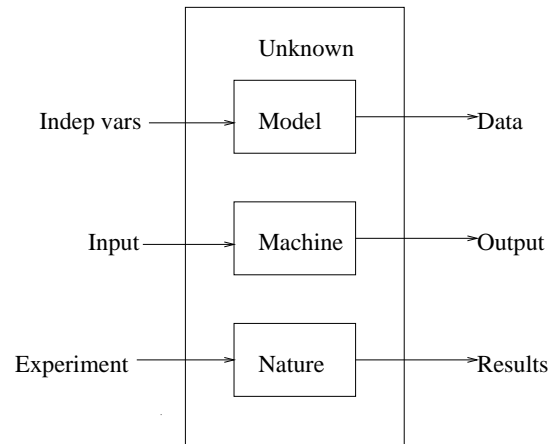 Unknown
Indep vars Model Data
Input Machine Output
Experiment Nature Results